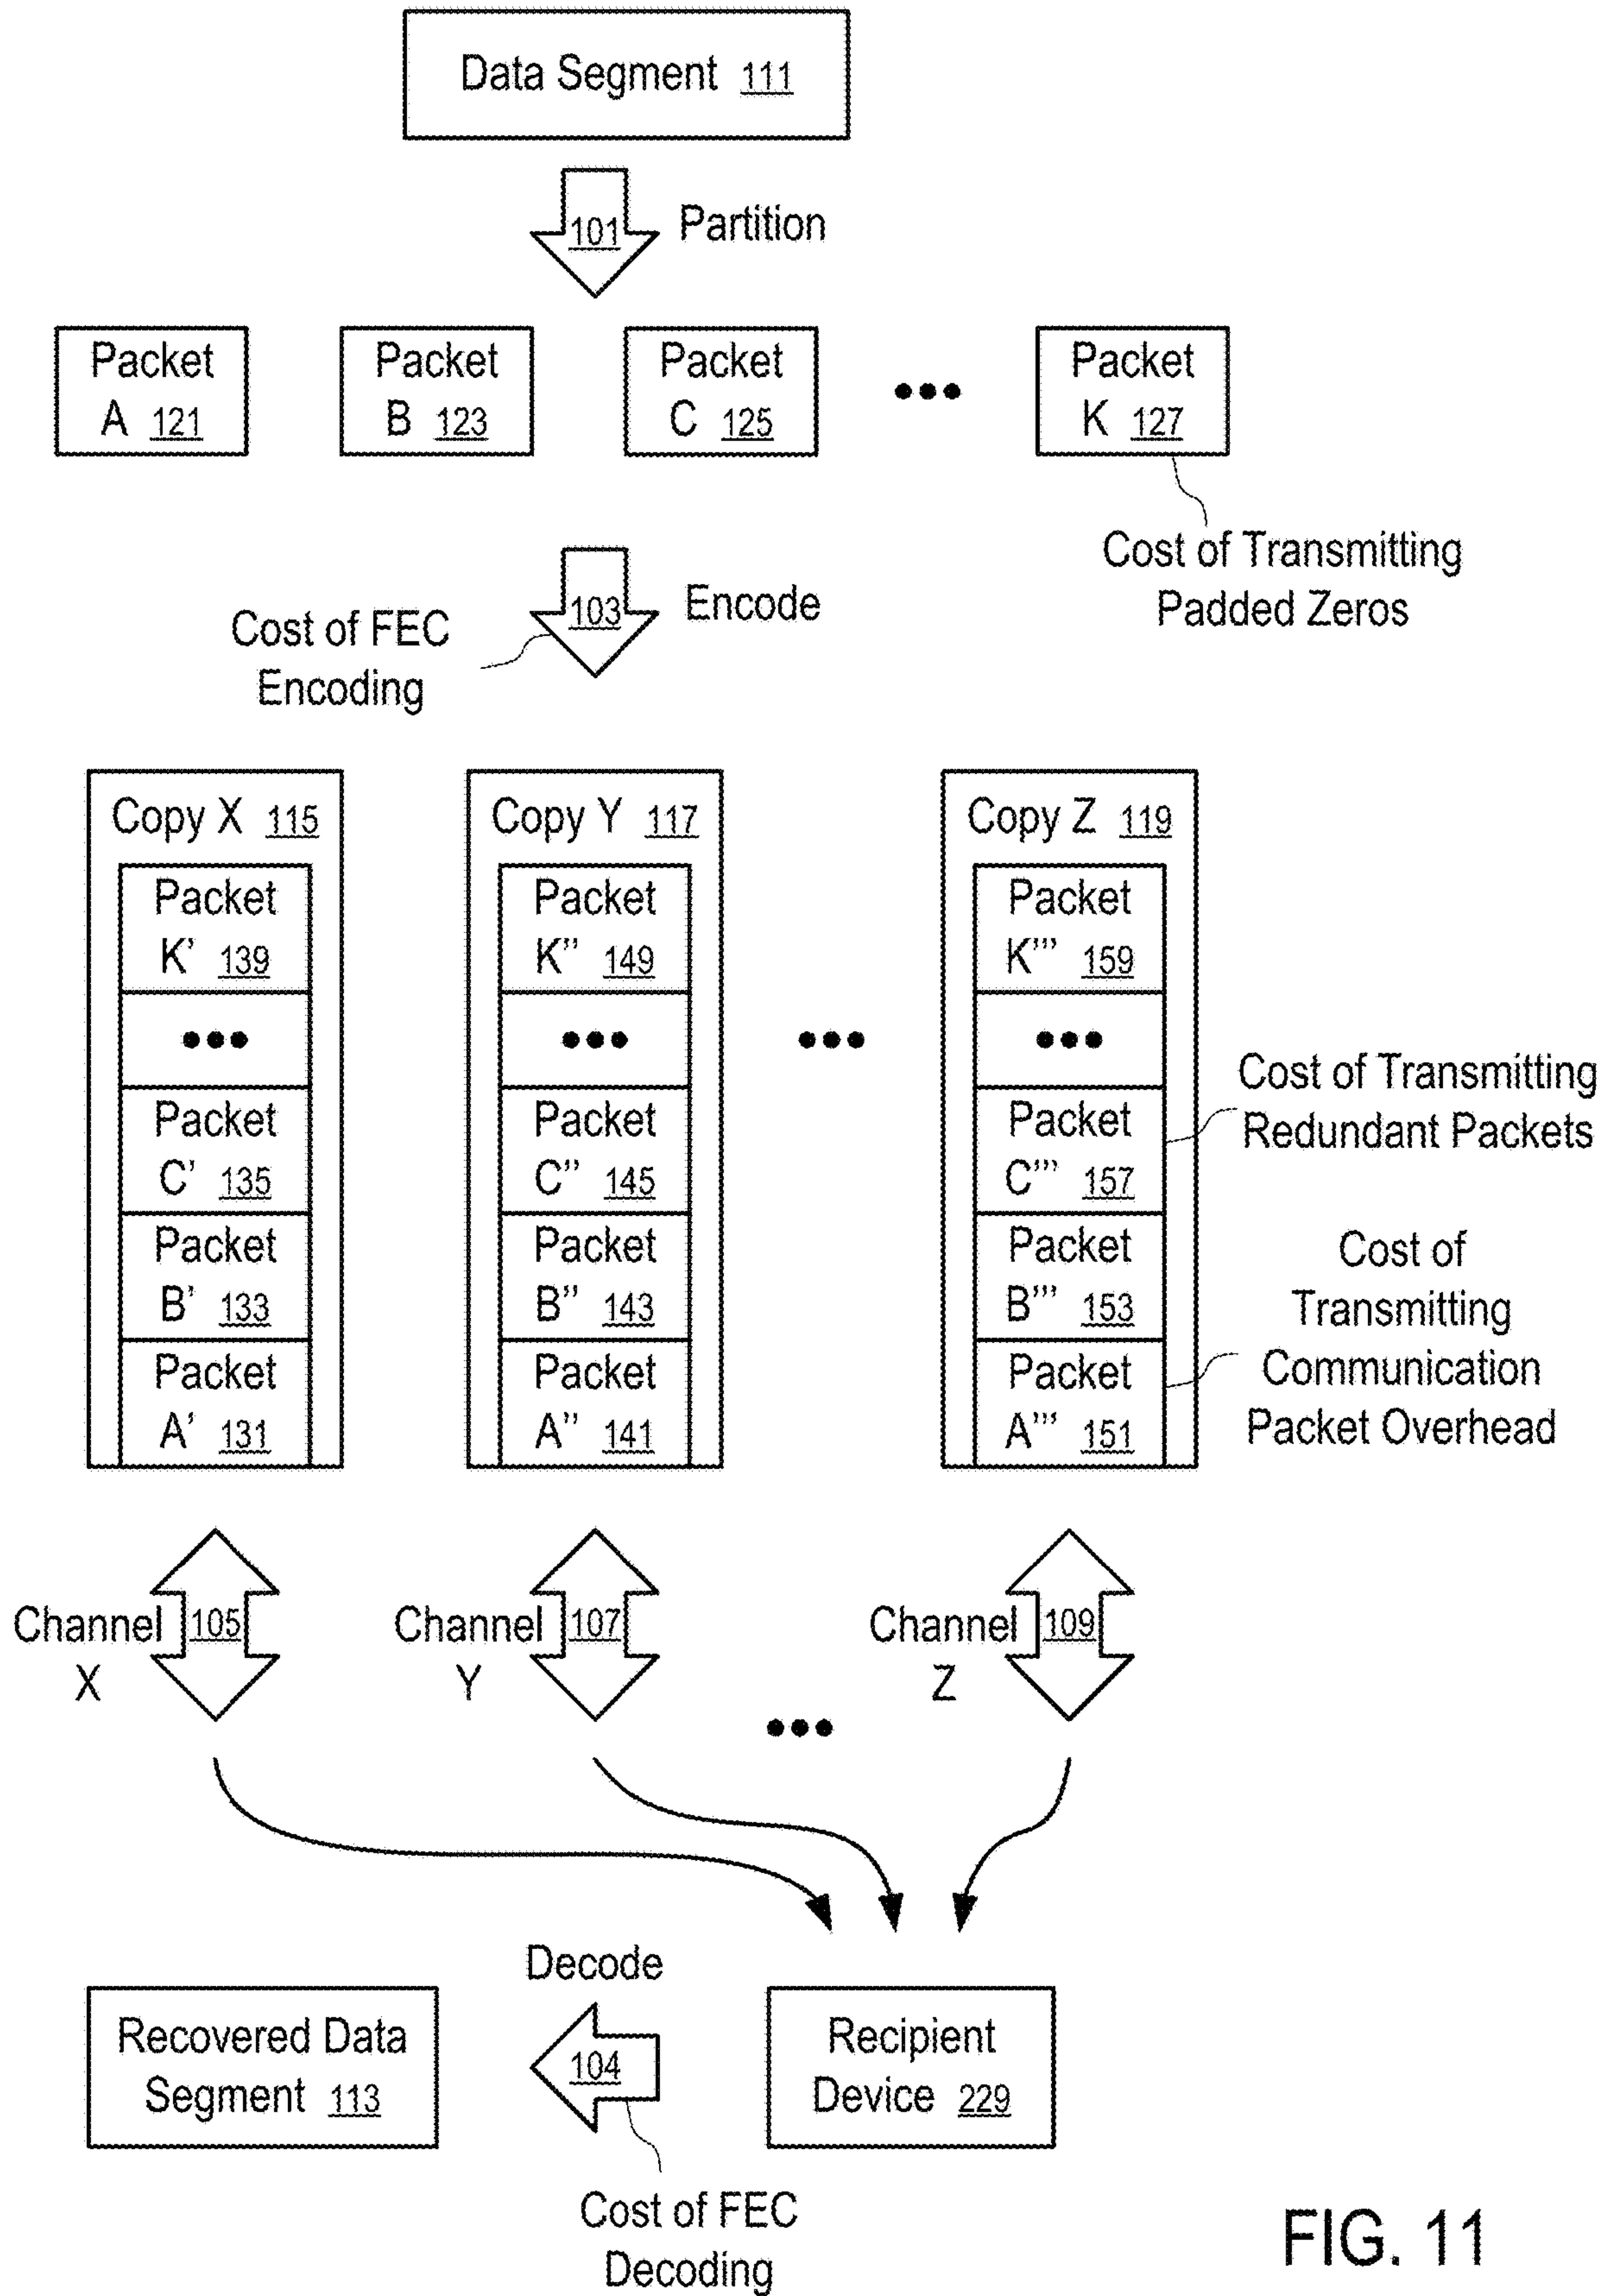 Data Segment 111
101 Partition
Packet
A 121
Packet
B 123
Packet
C 125
Packet
K 127
Cost of Transmitting
Padded Zeros
103 Encode
Cost of FEC
Encoding
Copy X 115
Packet
K' 139
Packet
C' 135
Packet
B' 133
Packet
A' 131
Copy Y 117
Packet
K'' 149
Packet
C'' 145
Packet
B'' 143
Packet
A'' 141
Copy Z 119
Packet
K''' 159
Packet
C''' 157
Packet
B''' 153
Packet
A''' 151
Cost of Transmitting
Redundant Packets
Cost of
Transmitting
Communication
Packet Overhead
Channel 105
X
Channel 107
Y
Channel 109
Z
Decode
104
Recovered Data
Segment 113
Recipient
Device 229
Cost of FEC
Decoding
FIG. 11